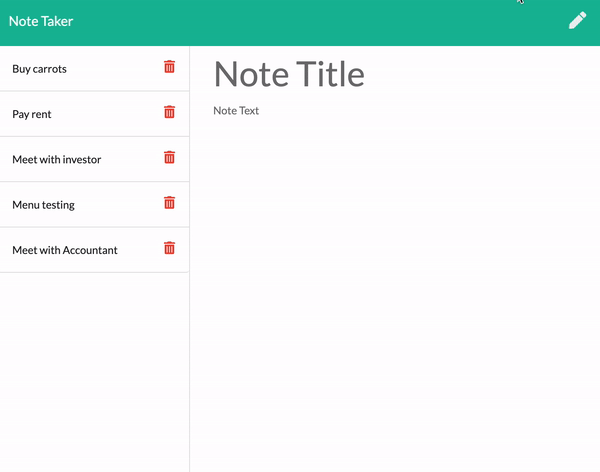 Note Taker
Buy carrots
Pay rent
Meet with investor
Menu testing
Meet with Accountant
Note Title
Note Text